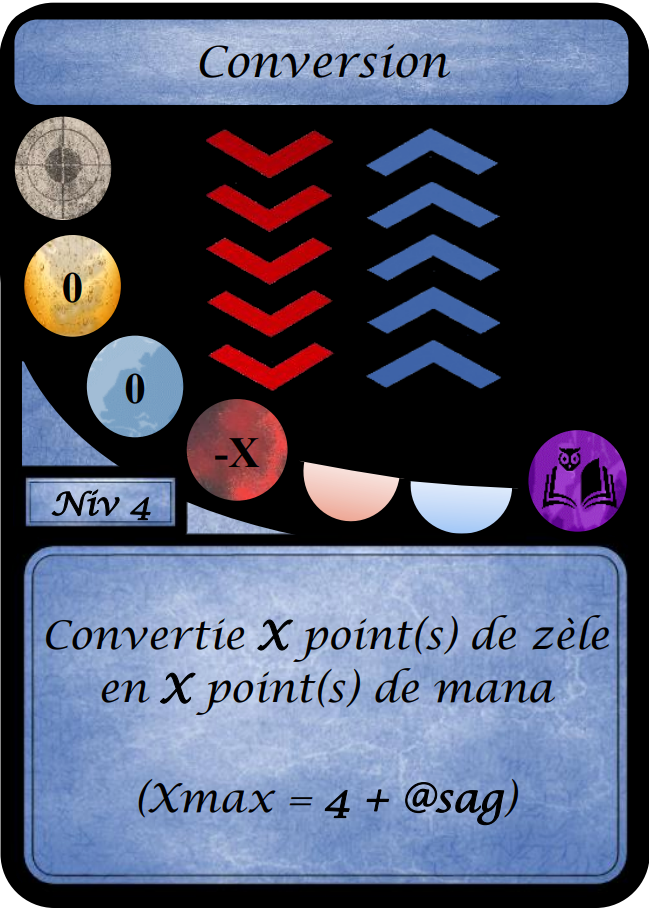 Conversion
0
0
-X
Niv 4
Convertie X point(s) de zèle
en X point(s) de mana
(Xmax = 4 + @sag)